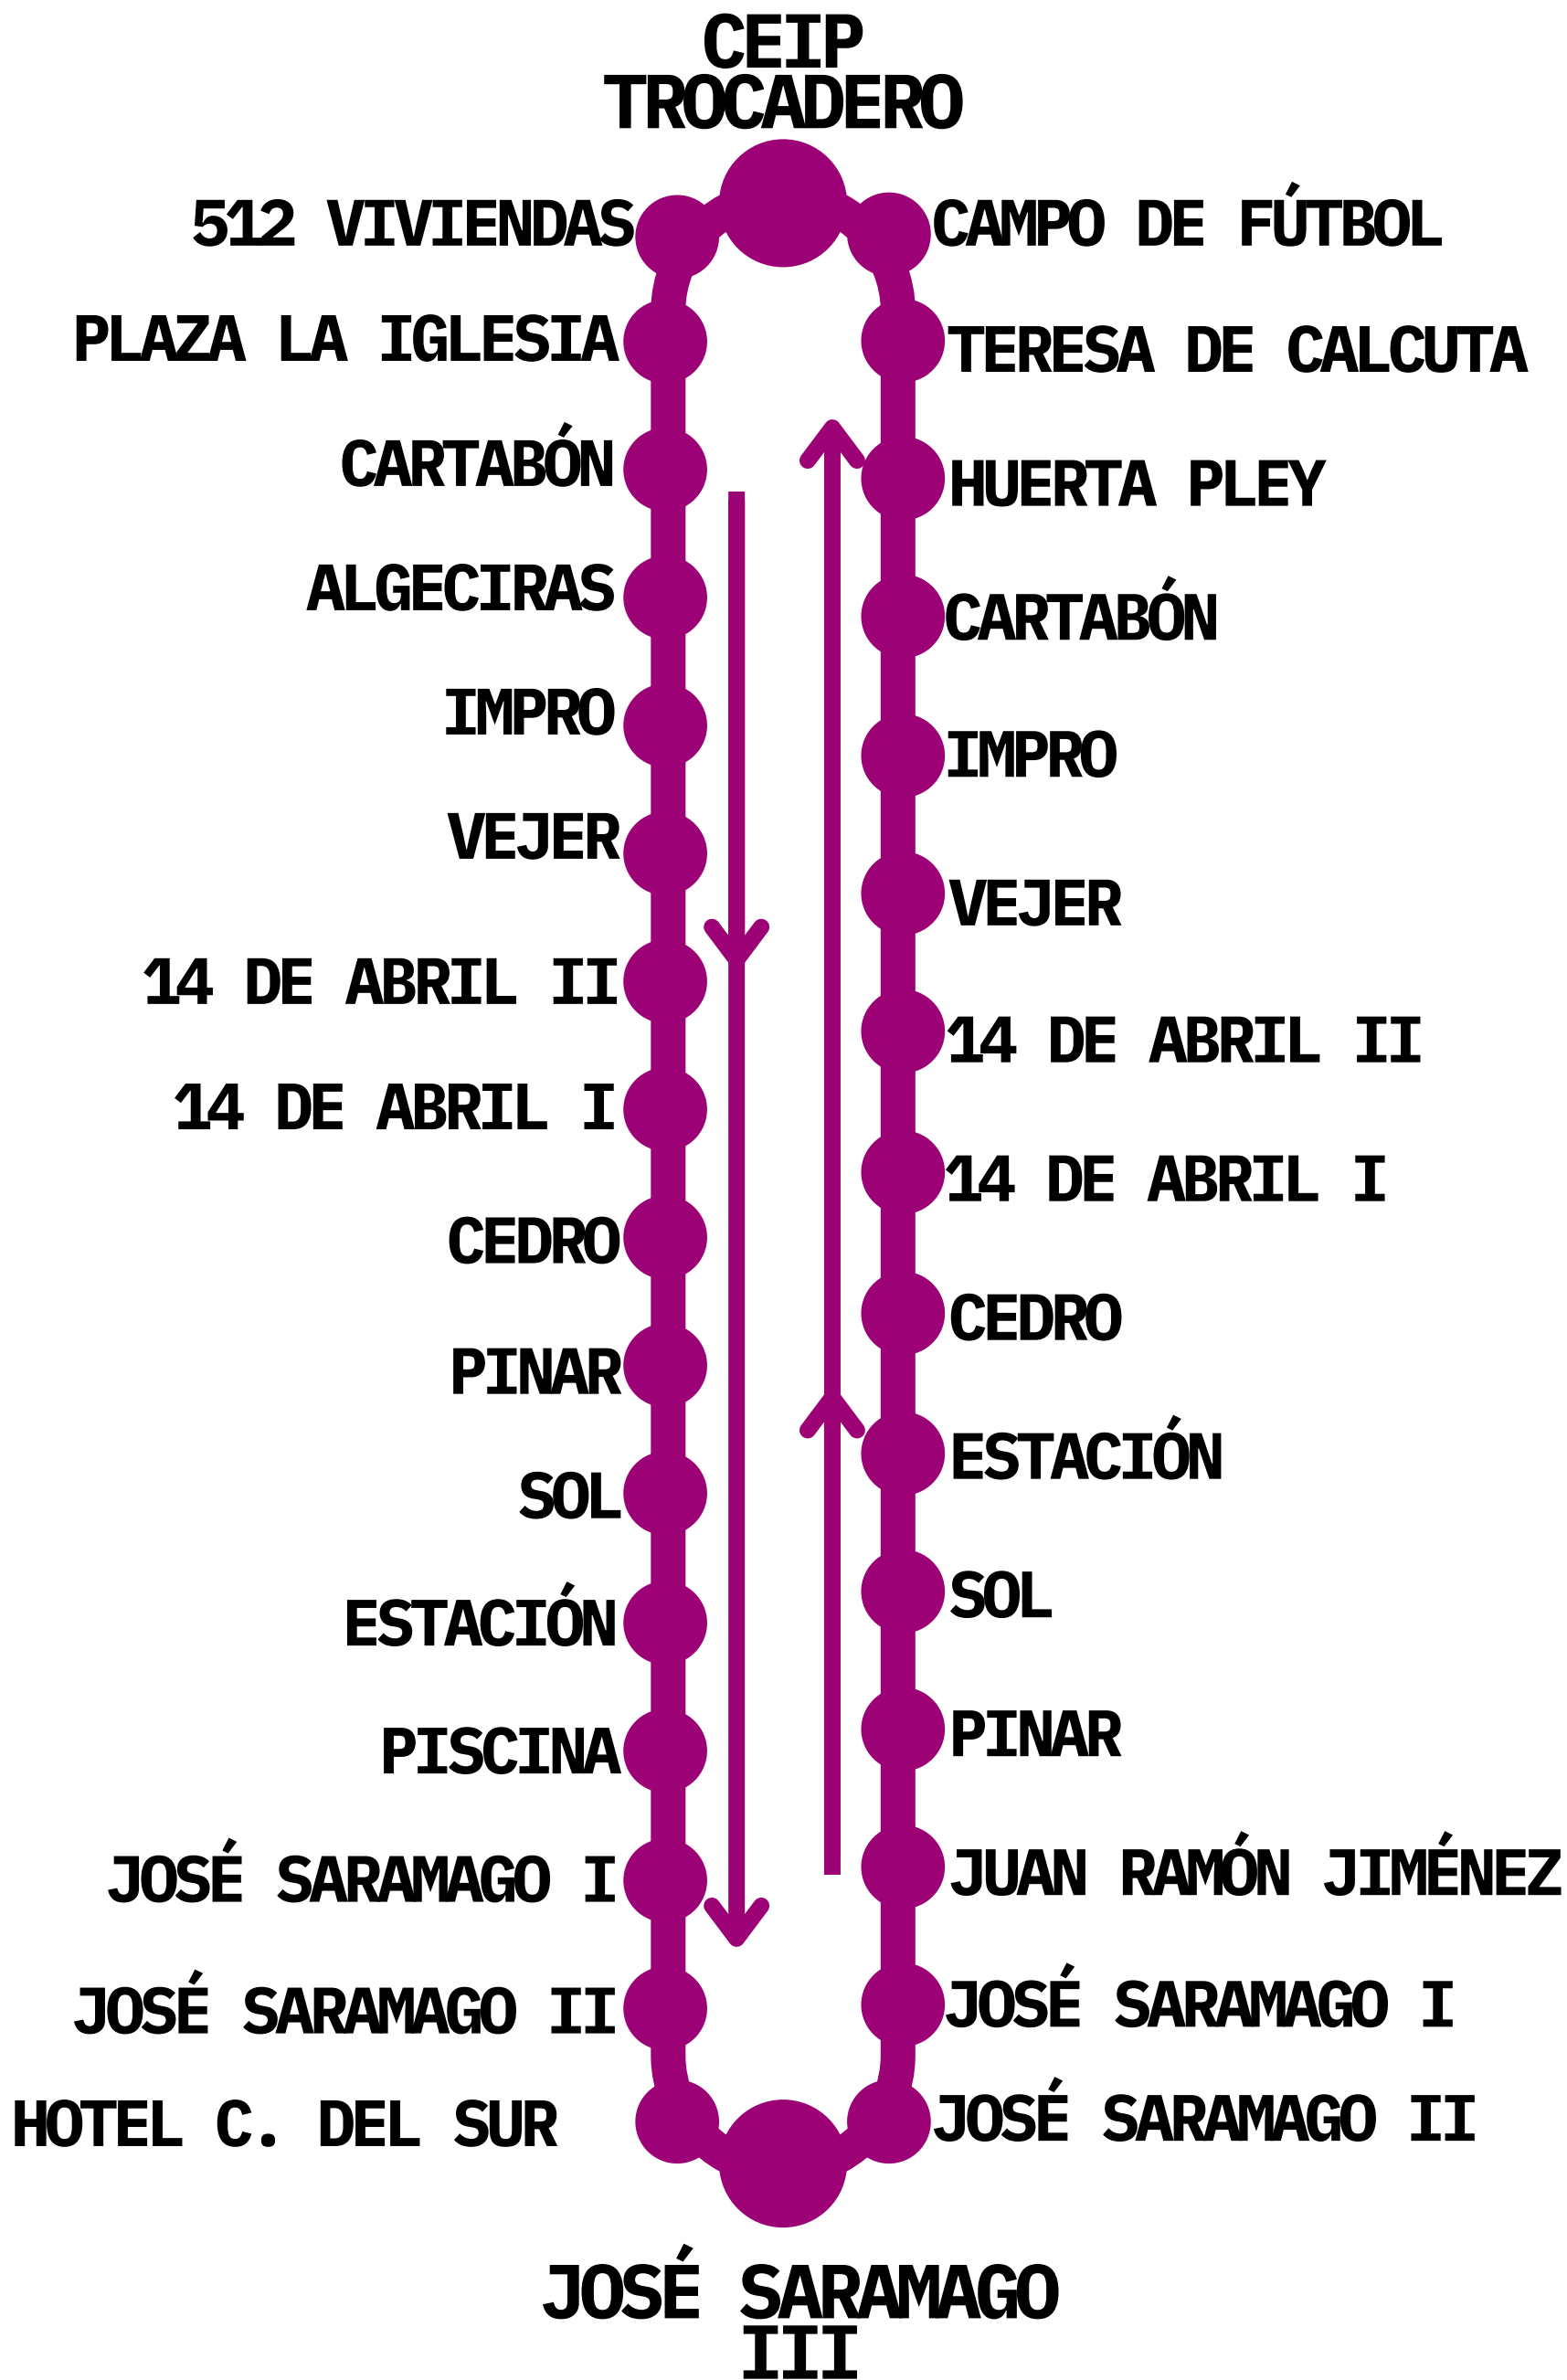 CEIP
TROCADERO
512 VIVIENDAS
CAMPO DE FÚTBOL
PLAZA LA IGLESIA
TERESA DE CALCUTA
CARTABÓN
HUERTA PLEY
ALGECIRAS
CARTABÓN
IMPRO
IMPRO
VEJER
VEJER
14 DE ABRIL II
14 DE ABRIL II
14 DE ABRIL I
14 DE ABRIL I
CEDRO
CEDRO
PINAR
ESTACIÓN
SOL
SOL
ESTACIÓN
PINAR
PISCINA
JUAN RAMÓN JIMÉNEZ
JOSÉ SARAMAGO I
JOSÉ SARAMAGO I
JOSÉ SARAMAGO II
JOSÉ SARAMAGO II
HOTEL C. DEL SUR
JOSÉ SARAMAGO
III